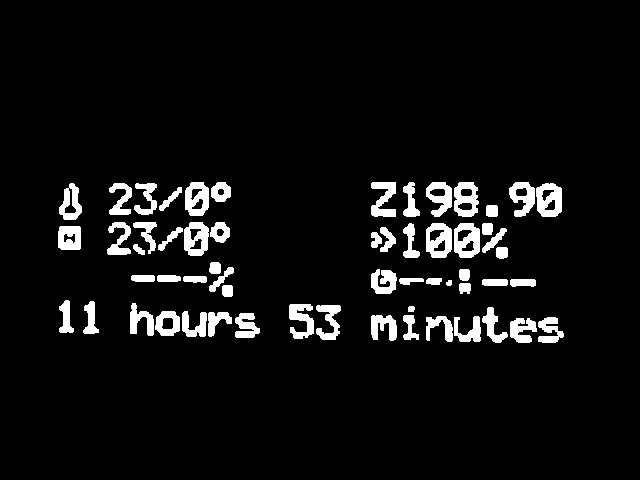 23/0° Z198.90
23/0° »100%
---% --:--
11 hours 53 minutes